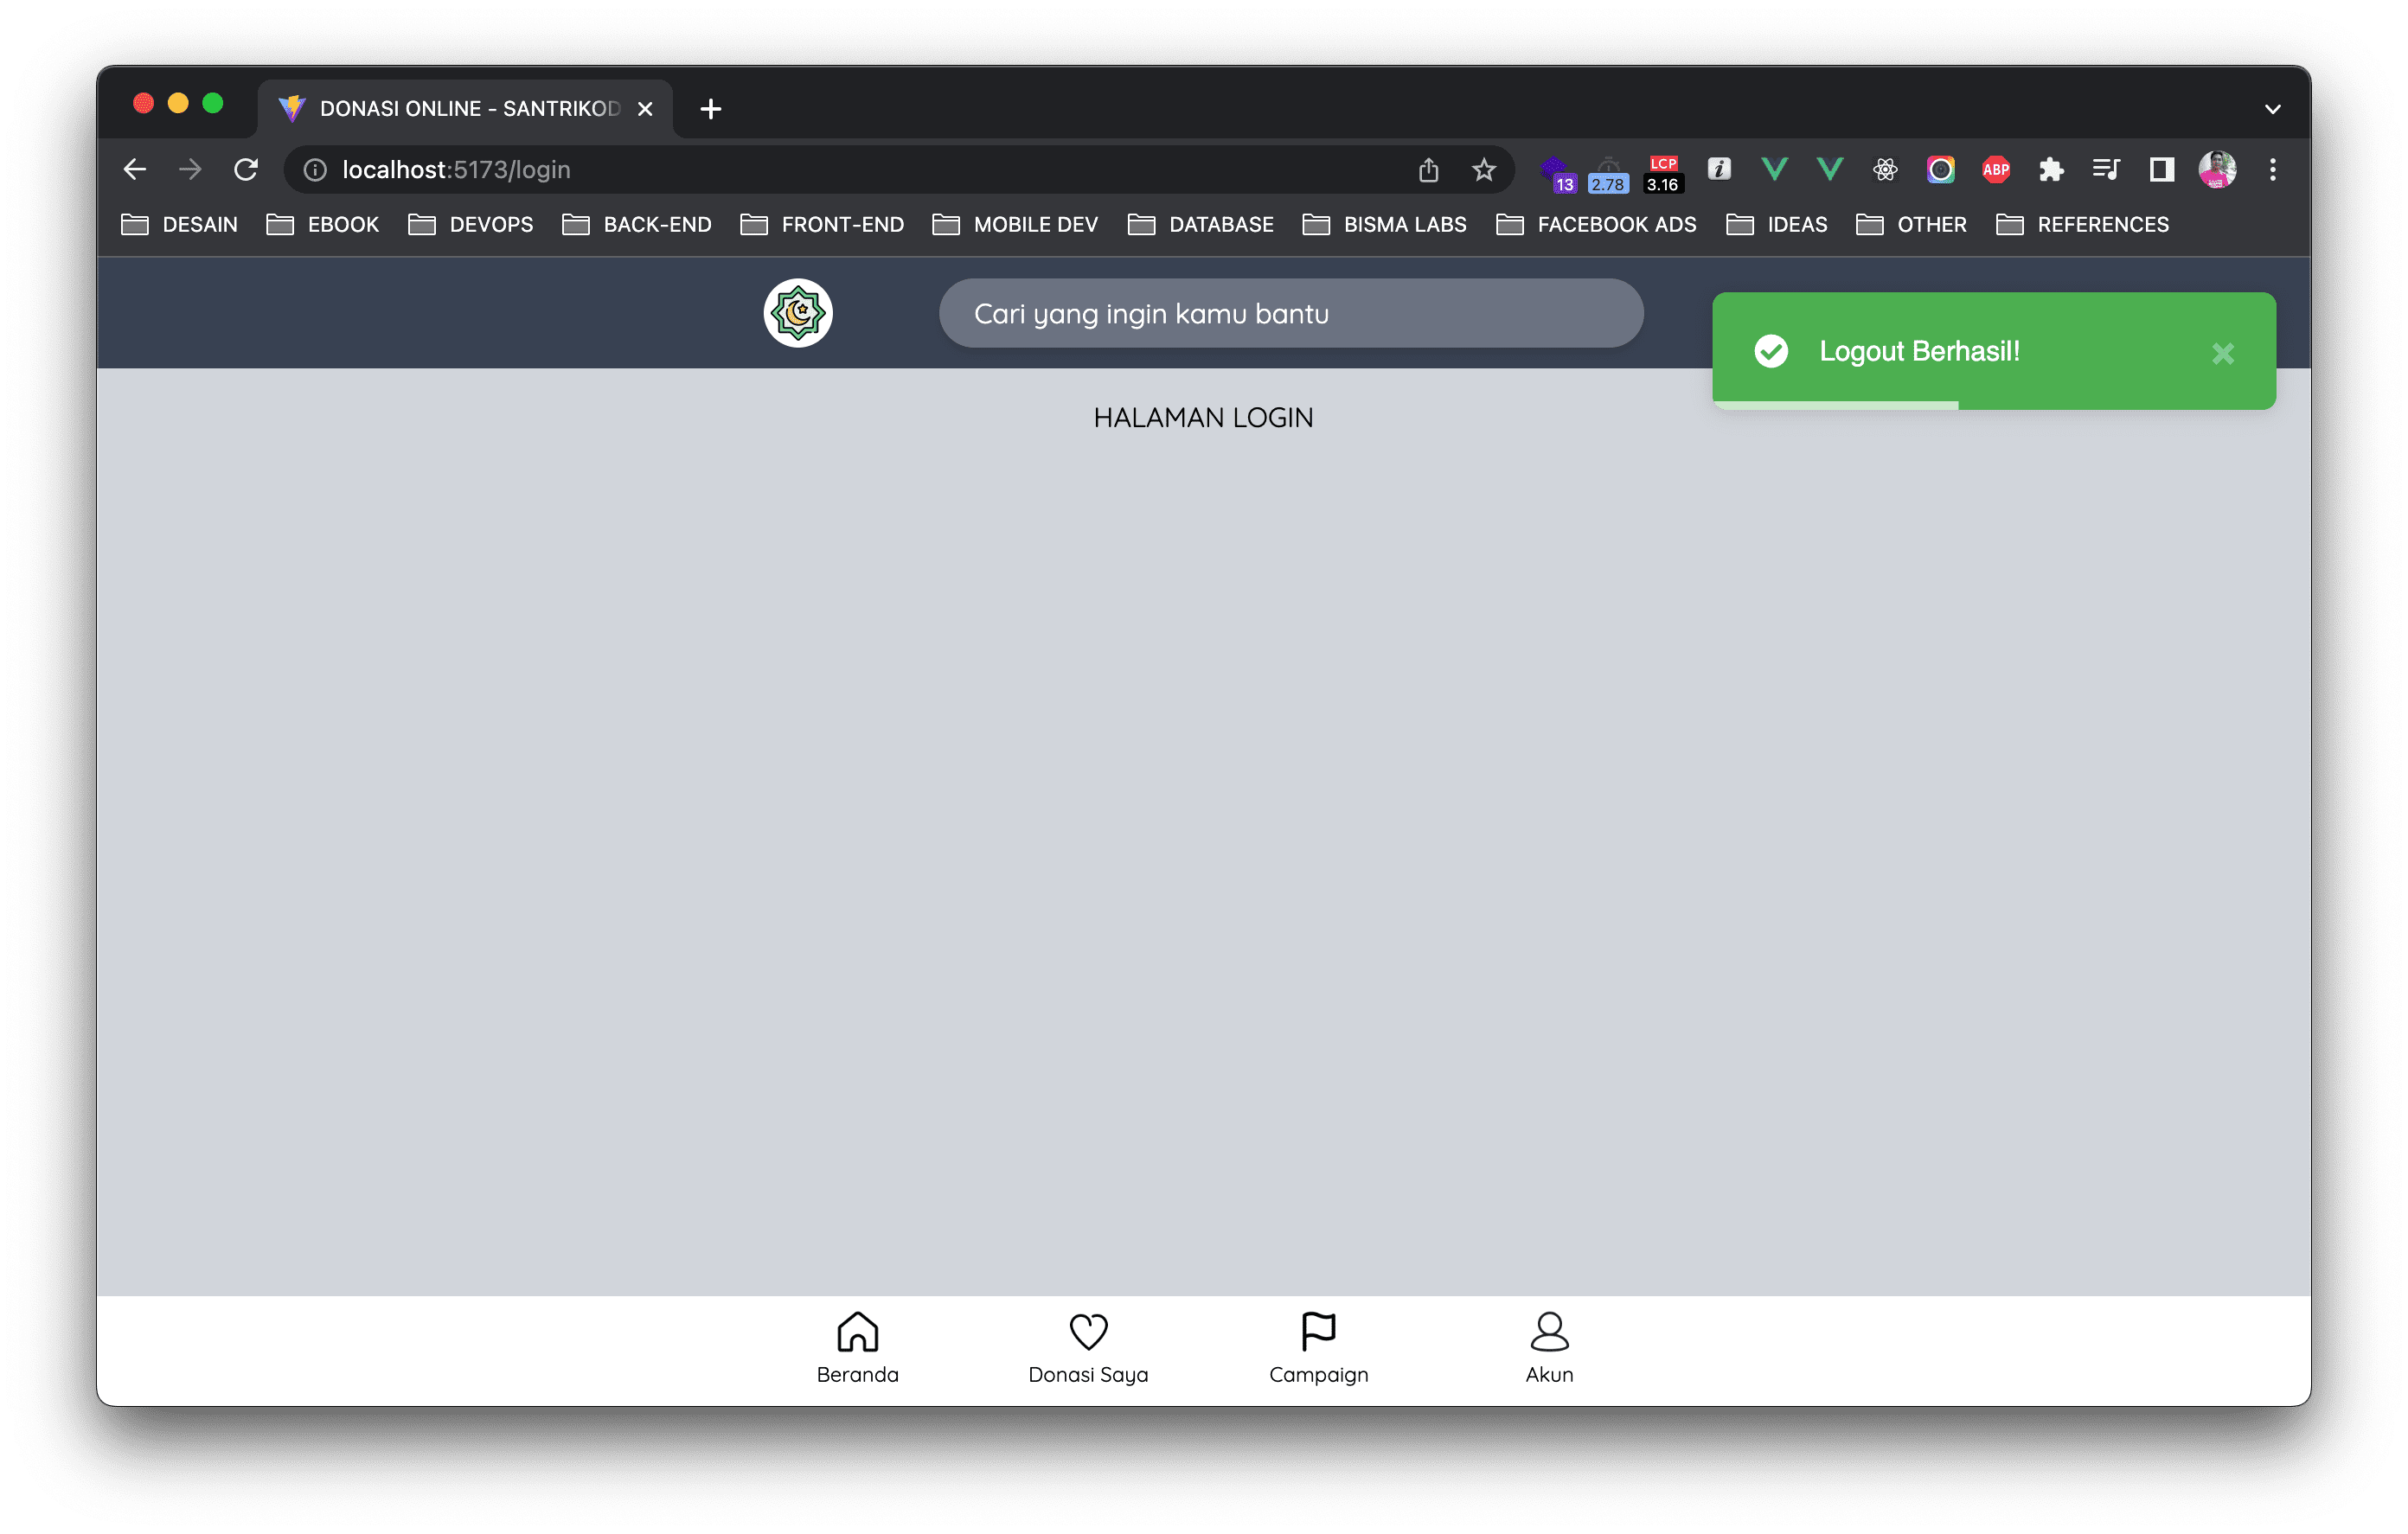 DONASI ONLINE - SANTRIKOD
localhost:5173/login
13
2.78
LCP
3.16
ABP
DESAIN EBOOK DEVOPS BACK-END FRONT-END MOBILE DEV DATABASE BISMA LABS FACEBOOK ADS IDEAS OTHER REFERENCES
Cari yang ingin kamu bantu
Logout Berhasil!
HALAMAN LOGIN
Beranda Donasi Saya Campaign Akun